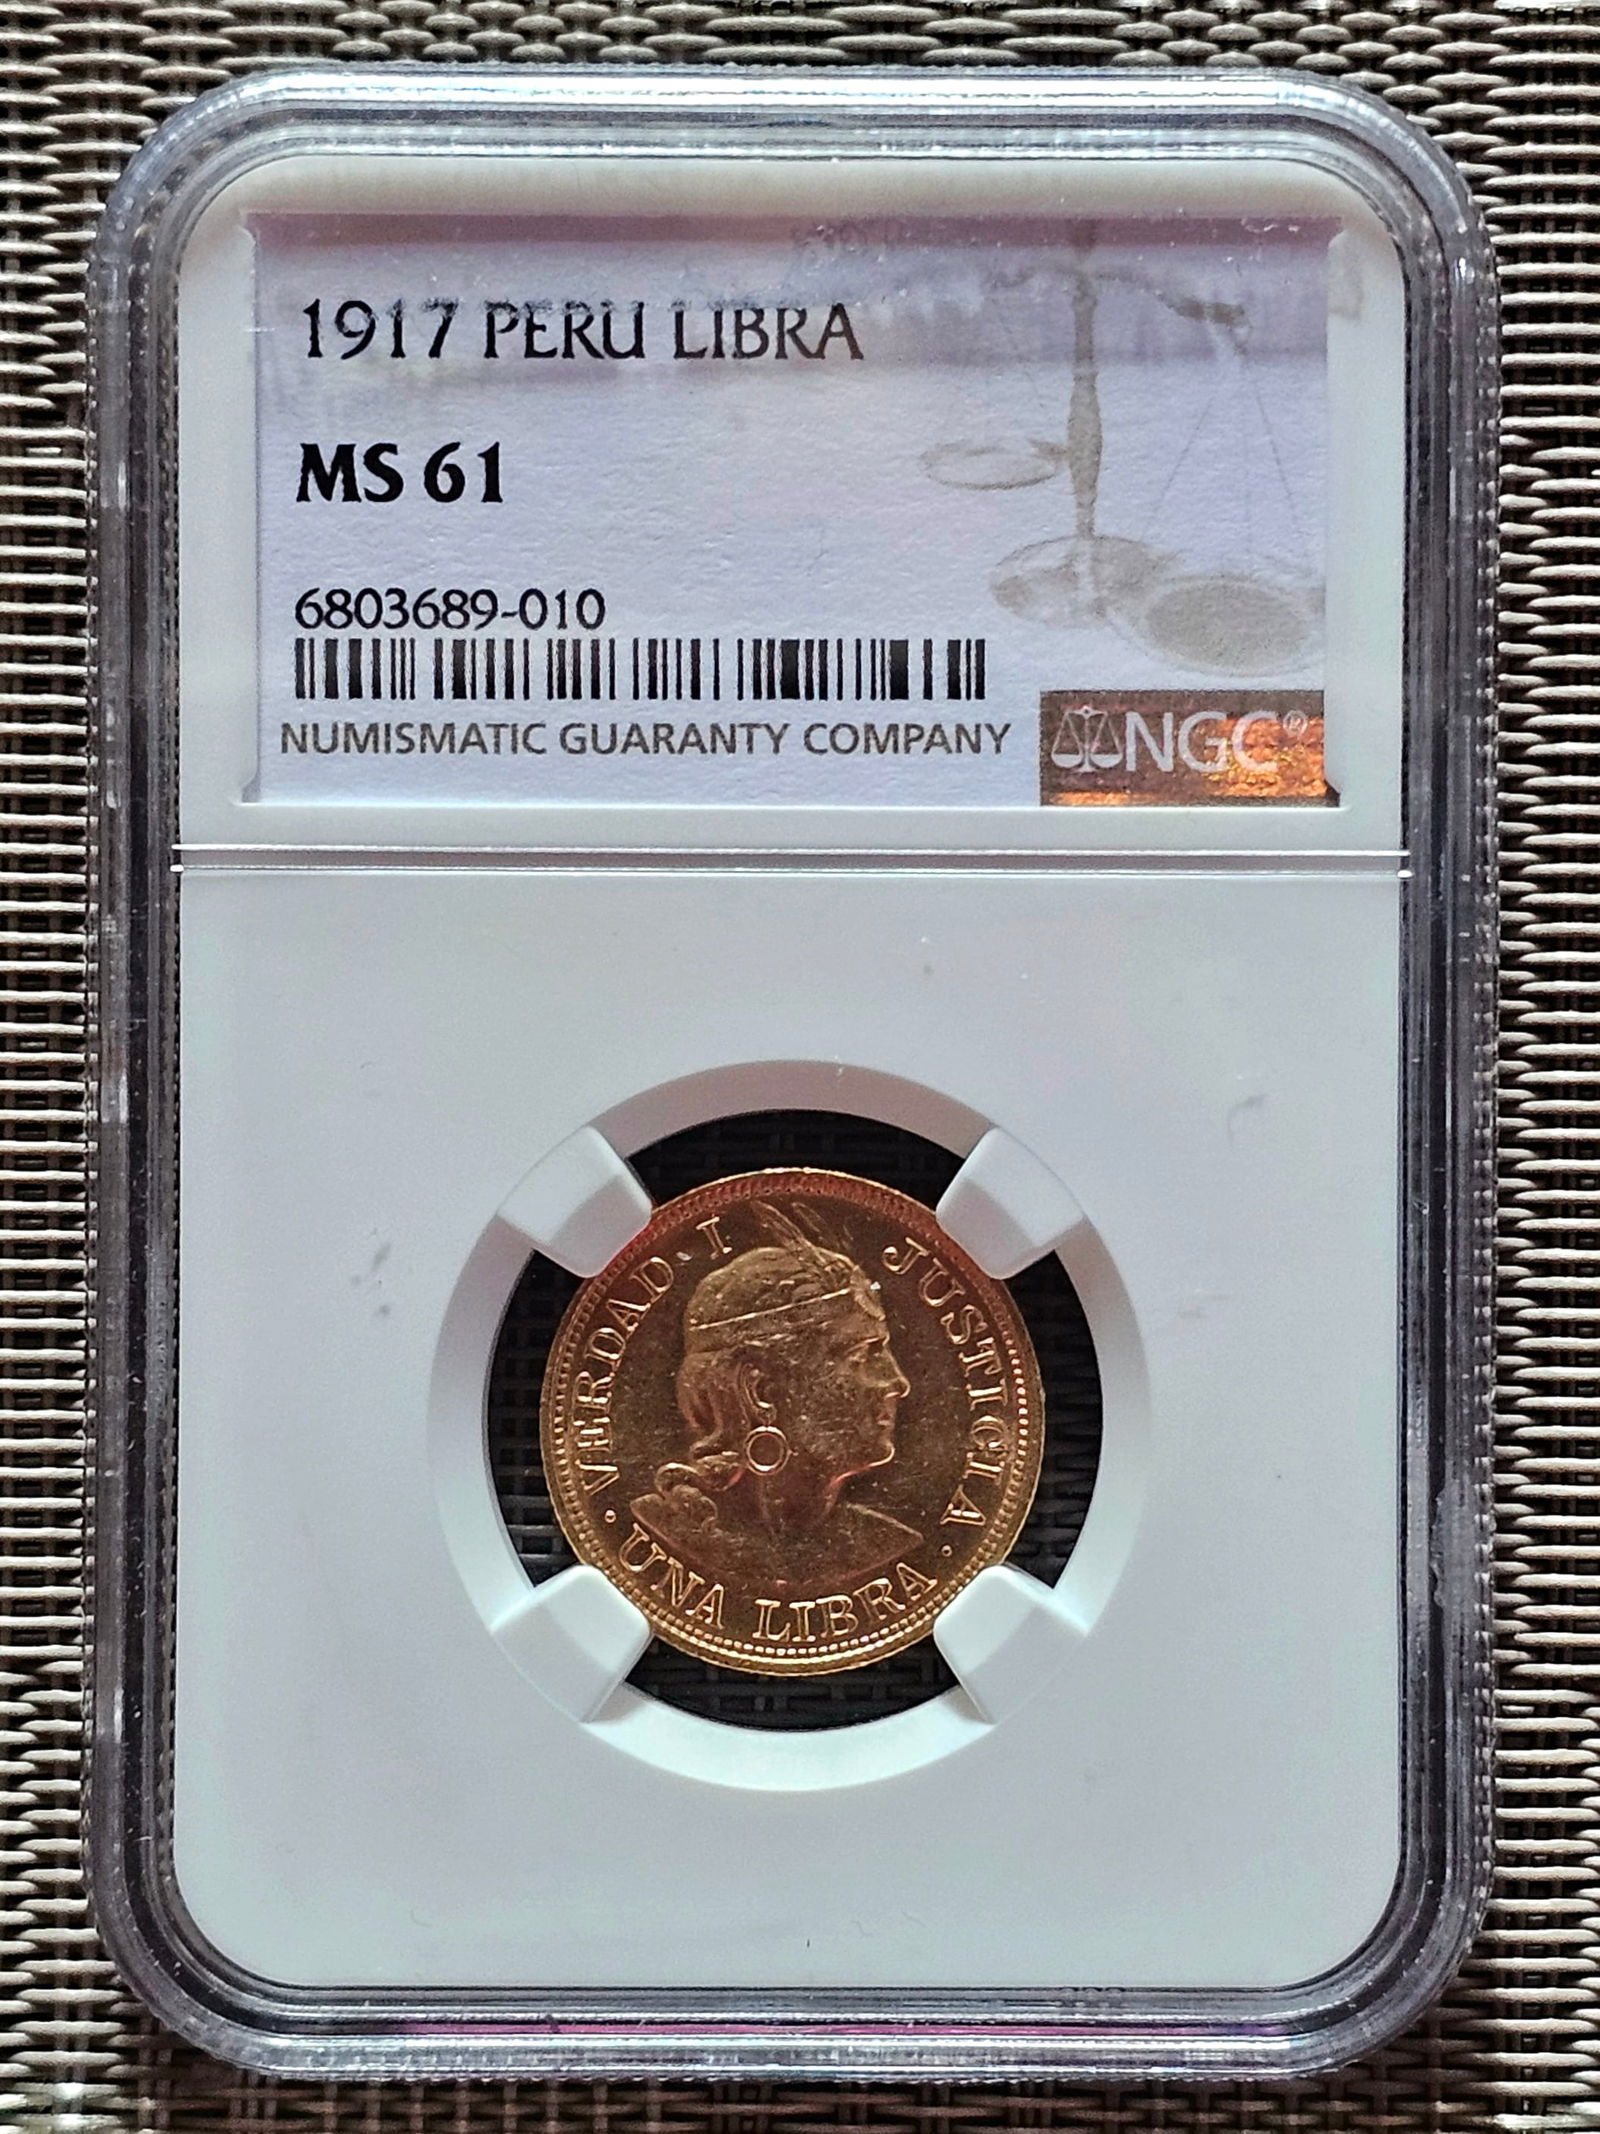 1917 PERU LIBRA
MS 61
6803689-010
NUMISMATIC GUARANTY COMPANY
NGC®
· VERDAD · I JUSTICIA ·
UNA LIBRA